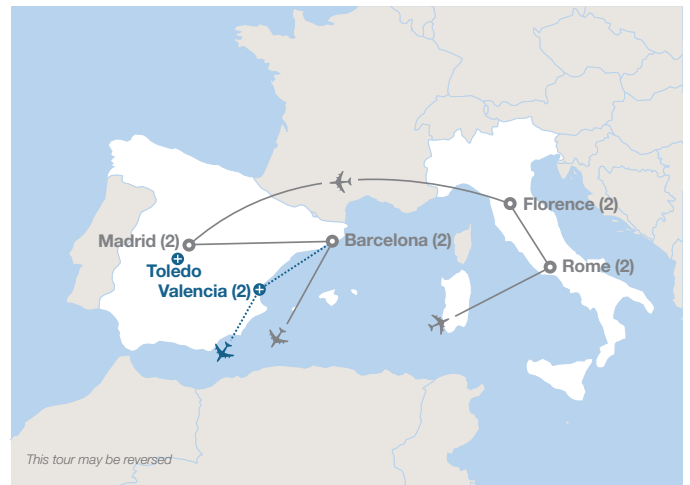 Florence (2)
Madrid (2)
Barcelona (2)
Rome (2)
Toledo
Valencia (2)
This tour may be reversed